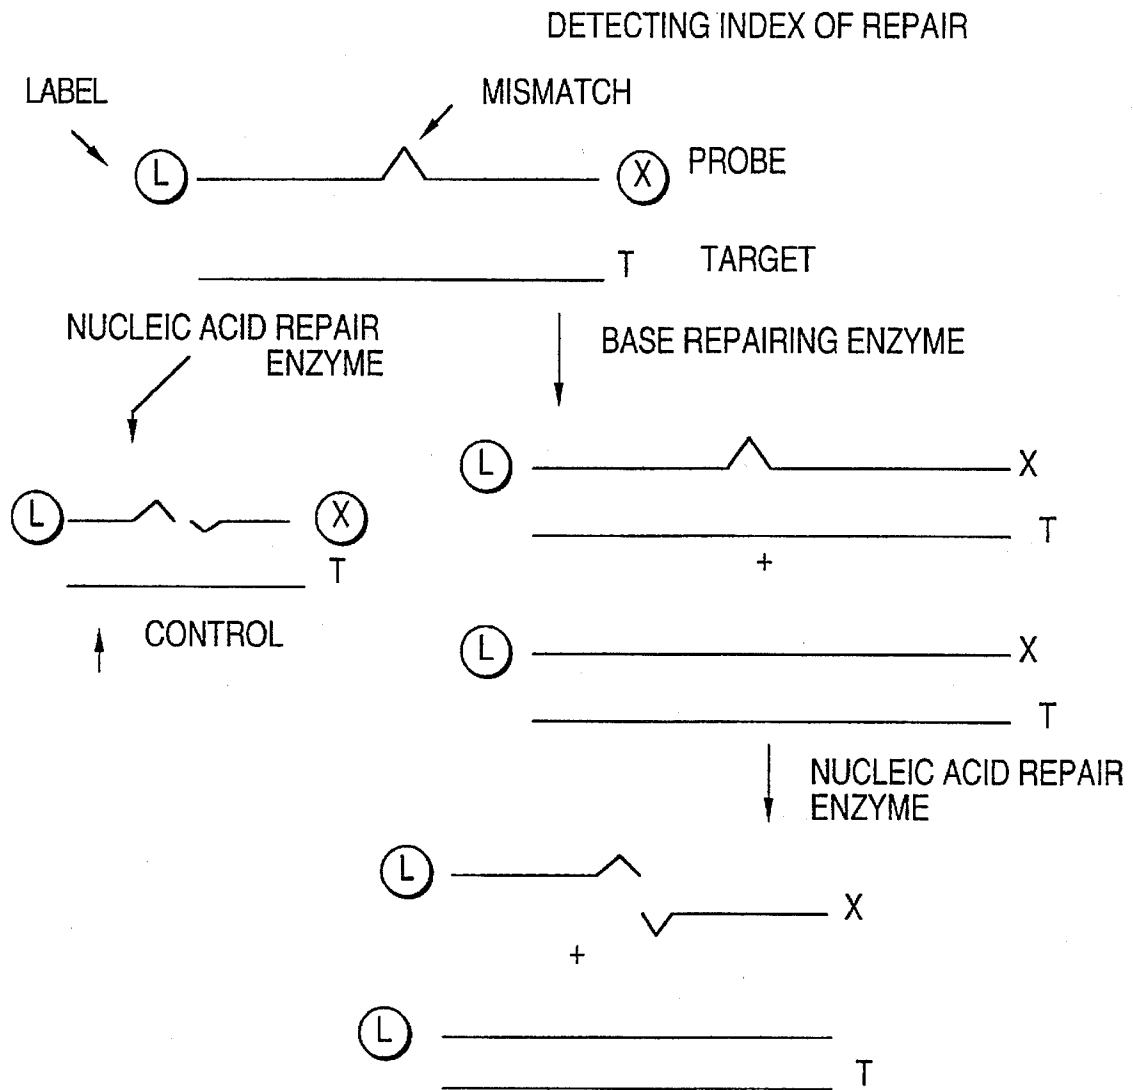 DETECTING INDEX OF REPAIR
LABEL
MISMATCH
L
X PROBE
T TARGET
NUCLEIC ACID REPAIR
ENZYME
BASE REPAIRING ENZYME
L
X
L
X
T
T
+
CONTROL
L
X
T
NUCLEIC ACID REPAIR
ENZYME
L
X
+
L
T